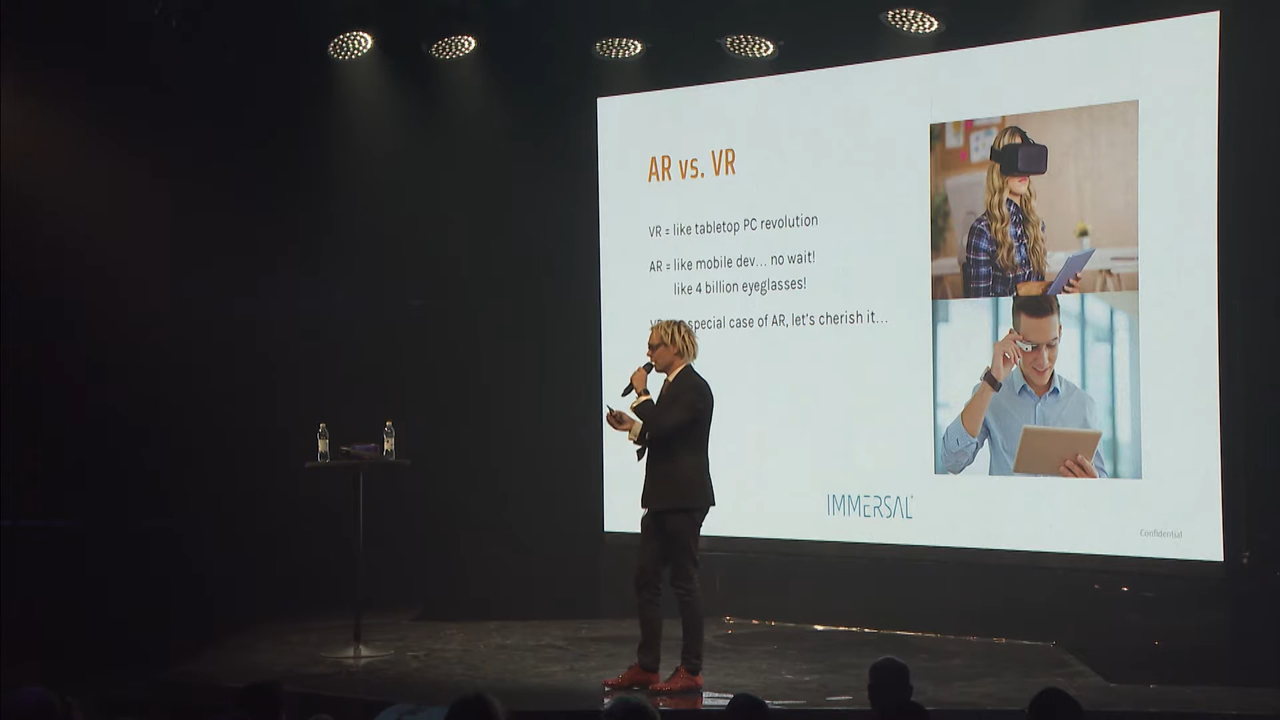 AR vs. VR
VR = like tabletop PC revolution
AR = like mobile dev... no wait!
like 4 billion eyeglasses!
special case of AR, let's cherish it...
IMMERSAL
Confidential